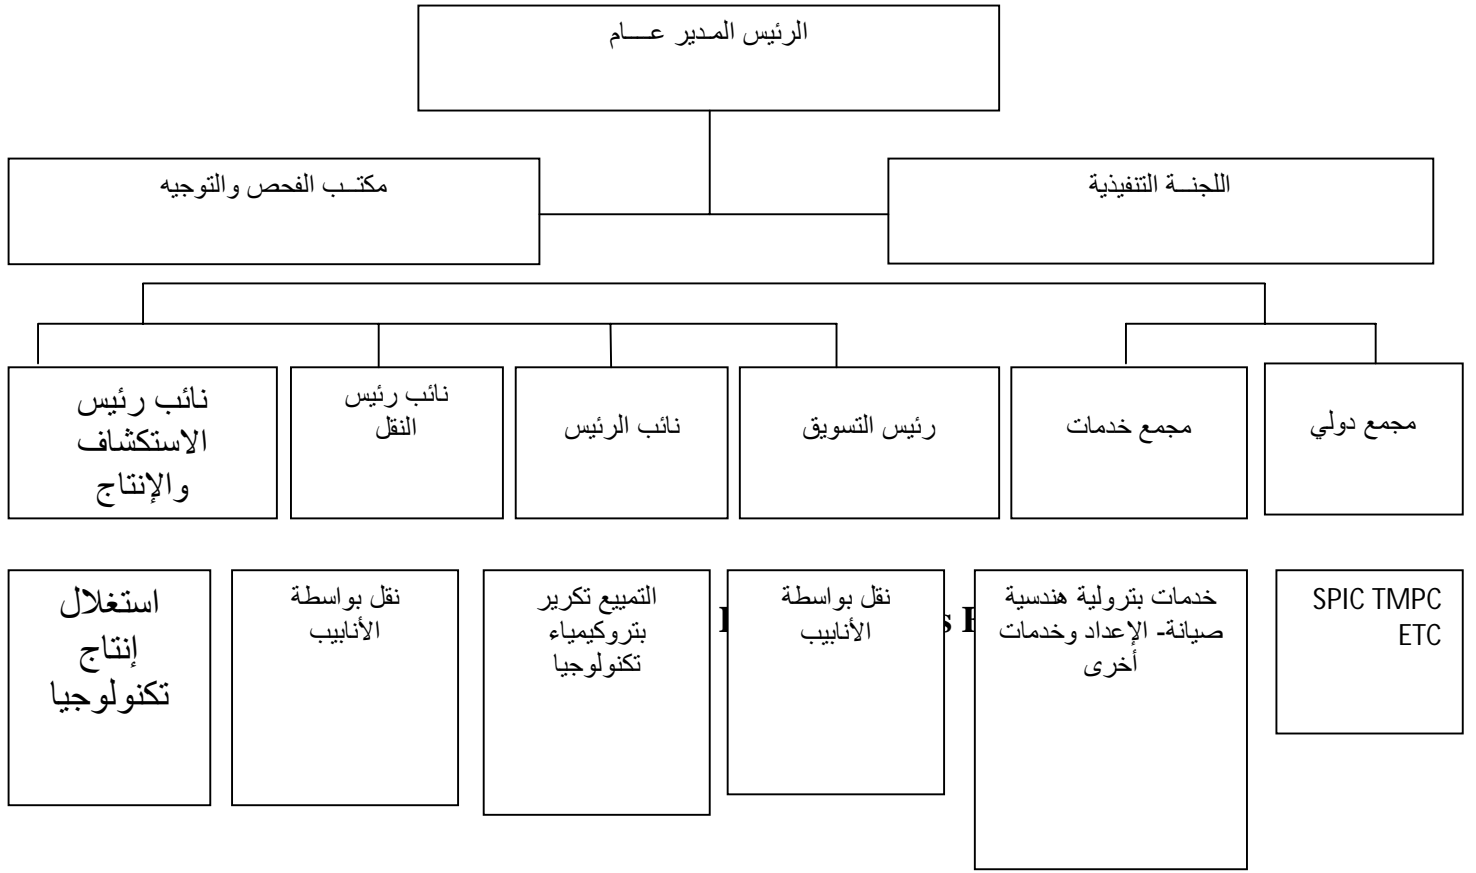 الرئيس المـدير عـــام
اللجنــة التنفيذية
مكتــب الفحص والتوجيه
مجمع دولي
مجمع خدمات
رئيس التسويق
نائب الرئيس
نائب رئيس
النقل
نائب رئيس
الاستكشاف
والإنتاج
SPIC TMPC
ETC
خدمات بترولية هندسية
صيانة- الإعداد وخدمات
أخرى
نقل بواسطة
الأنابيب
التمييع تكرير
بتروكيمياء
تكنولوجيا
نقل بواسطة
الأنابيب
استغلال
إنتاج
تكنولوجيا